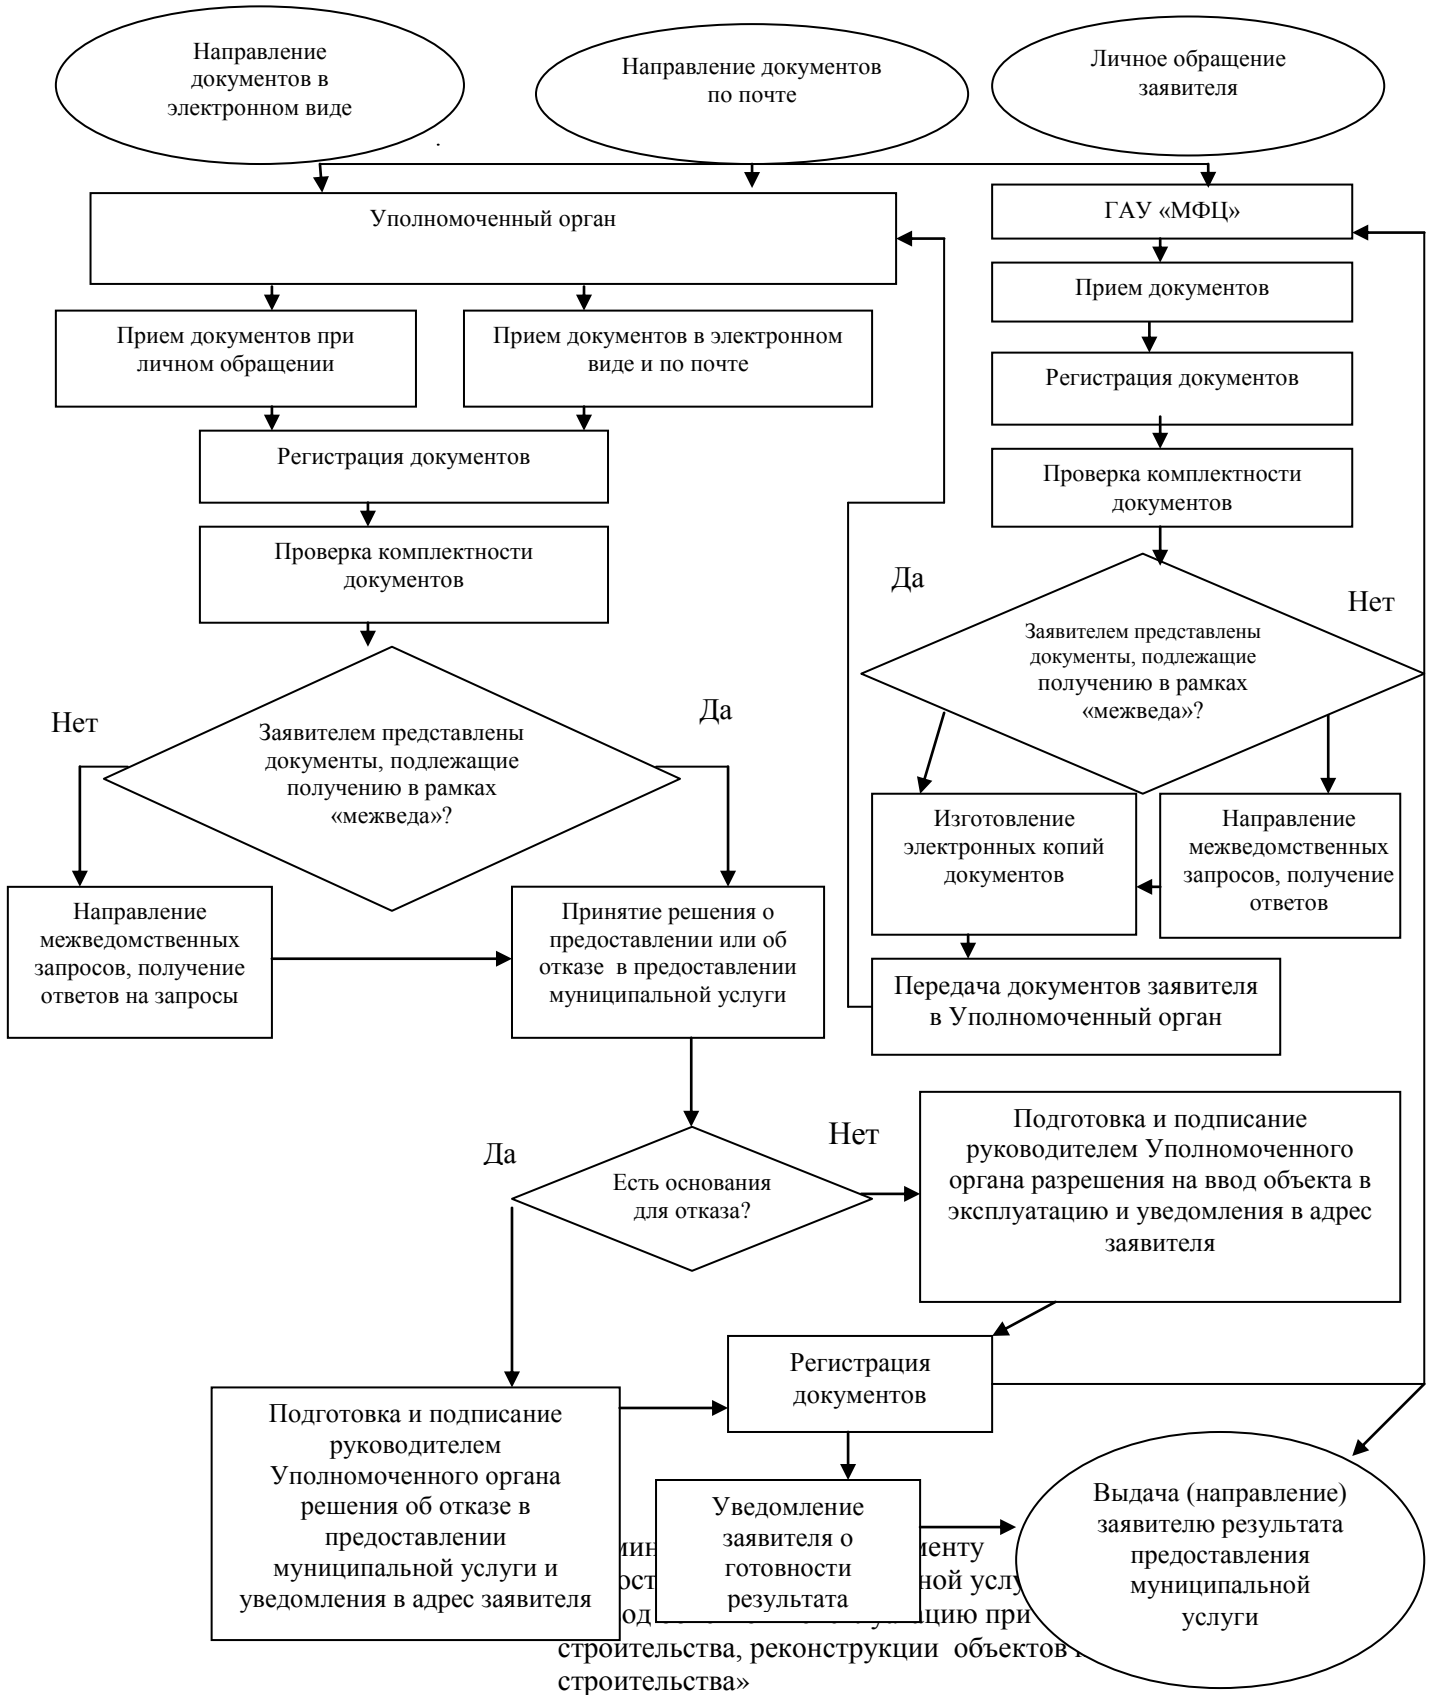 Направление
документов в
электронном виде
Направление документов
по почте
Личное обращение
заявителя
.
Уполномоченный орган
ГАУ «МФЦ»
Прием документов
Прием документов при
личном обращении
Прием документов в электронном
виде и по почте
Регистрация документов
Регистрация документов
Проверка комплектности
документов
Проверка комплектности
документов
Да
Нет
Заявителем представлены
документы, подлежащие
получению в рамках
«межведа»?
Нет
Да
Заявителем представлены
документы, подлежащие
получению в рамках
«межведа»?
Изготовление
электронных копий
документов
Направление
межведомственных
запросов, получение
ответов
Направление
межведомственных
запросов, получение
ответов на запросы
Принятие решения о
предоставлении или об
отказе в предоставлении
муниципальной услуги
Передача документов заявителя
в Уполномоченный орган
Да
Нет
Есть основания
для отказа?
Подготовка и подписание
руководителем Уполномоченного
органа разрешения на ввод объекта в
эксплуатацию и уведомления в адрес
заявителя
Регистрация
документов
Подготовка и подписание
руководителем
Уполномоченного органа
решения об отказе в
предоставлении
муниципальной услуги и
уведомления в адрес заявителя
Уведомление
заявителя о
готовности
результата
Выдача (направление)
заявителю результата
предоставления
муниципальной
услуги
при
строительства, реконструкции объектов
строительства»